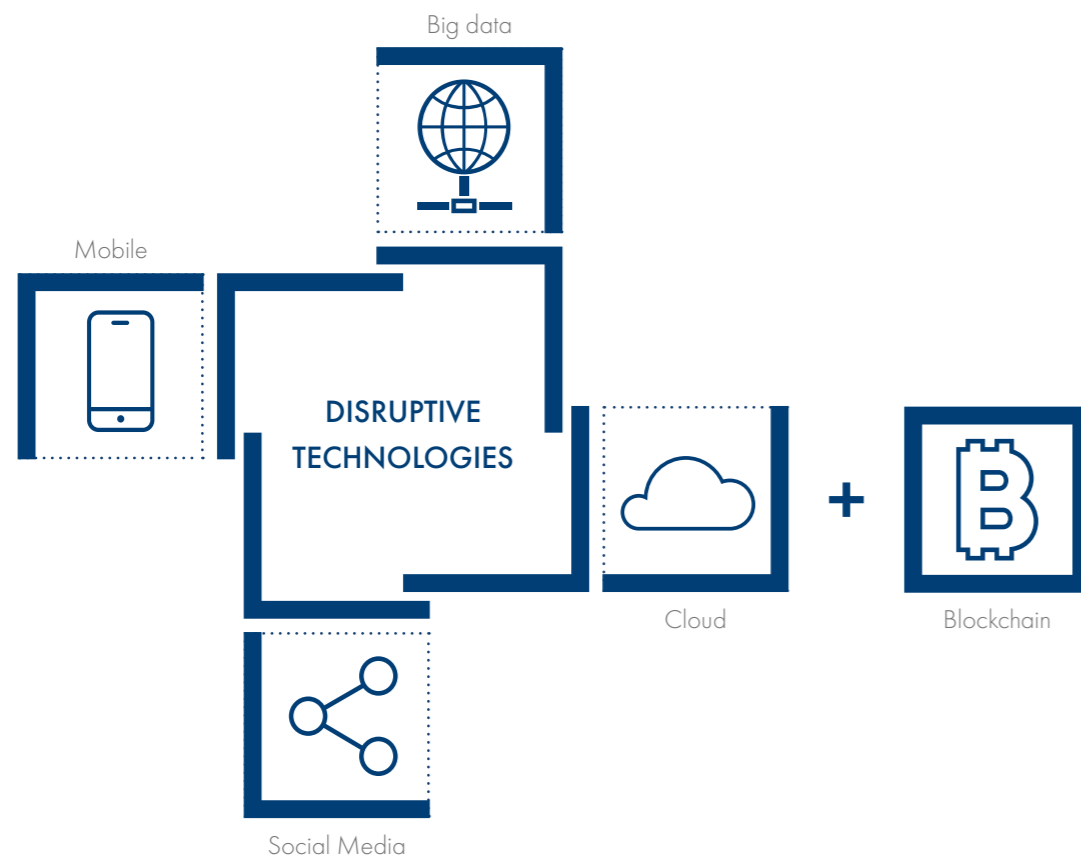 Big data
Mobile
DISRUPTIVE
TECHNOLOGIES
Cloud
Blockchain
Social Media